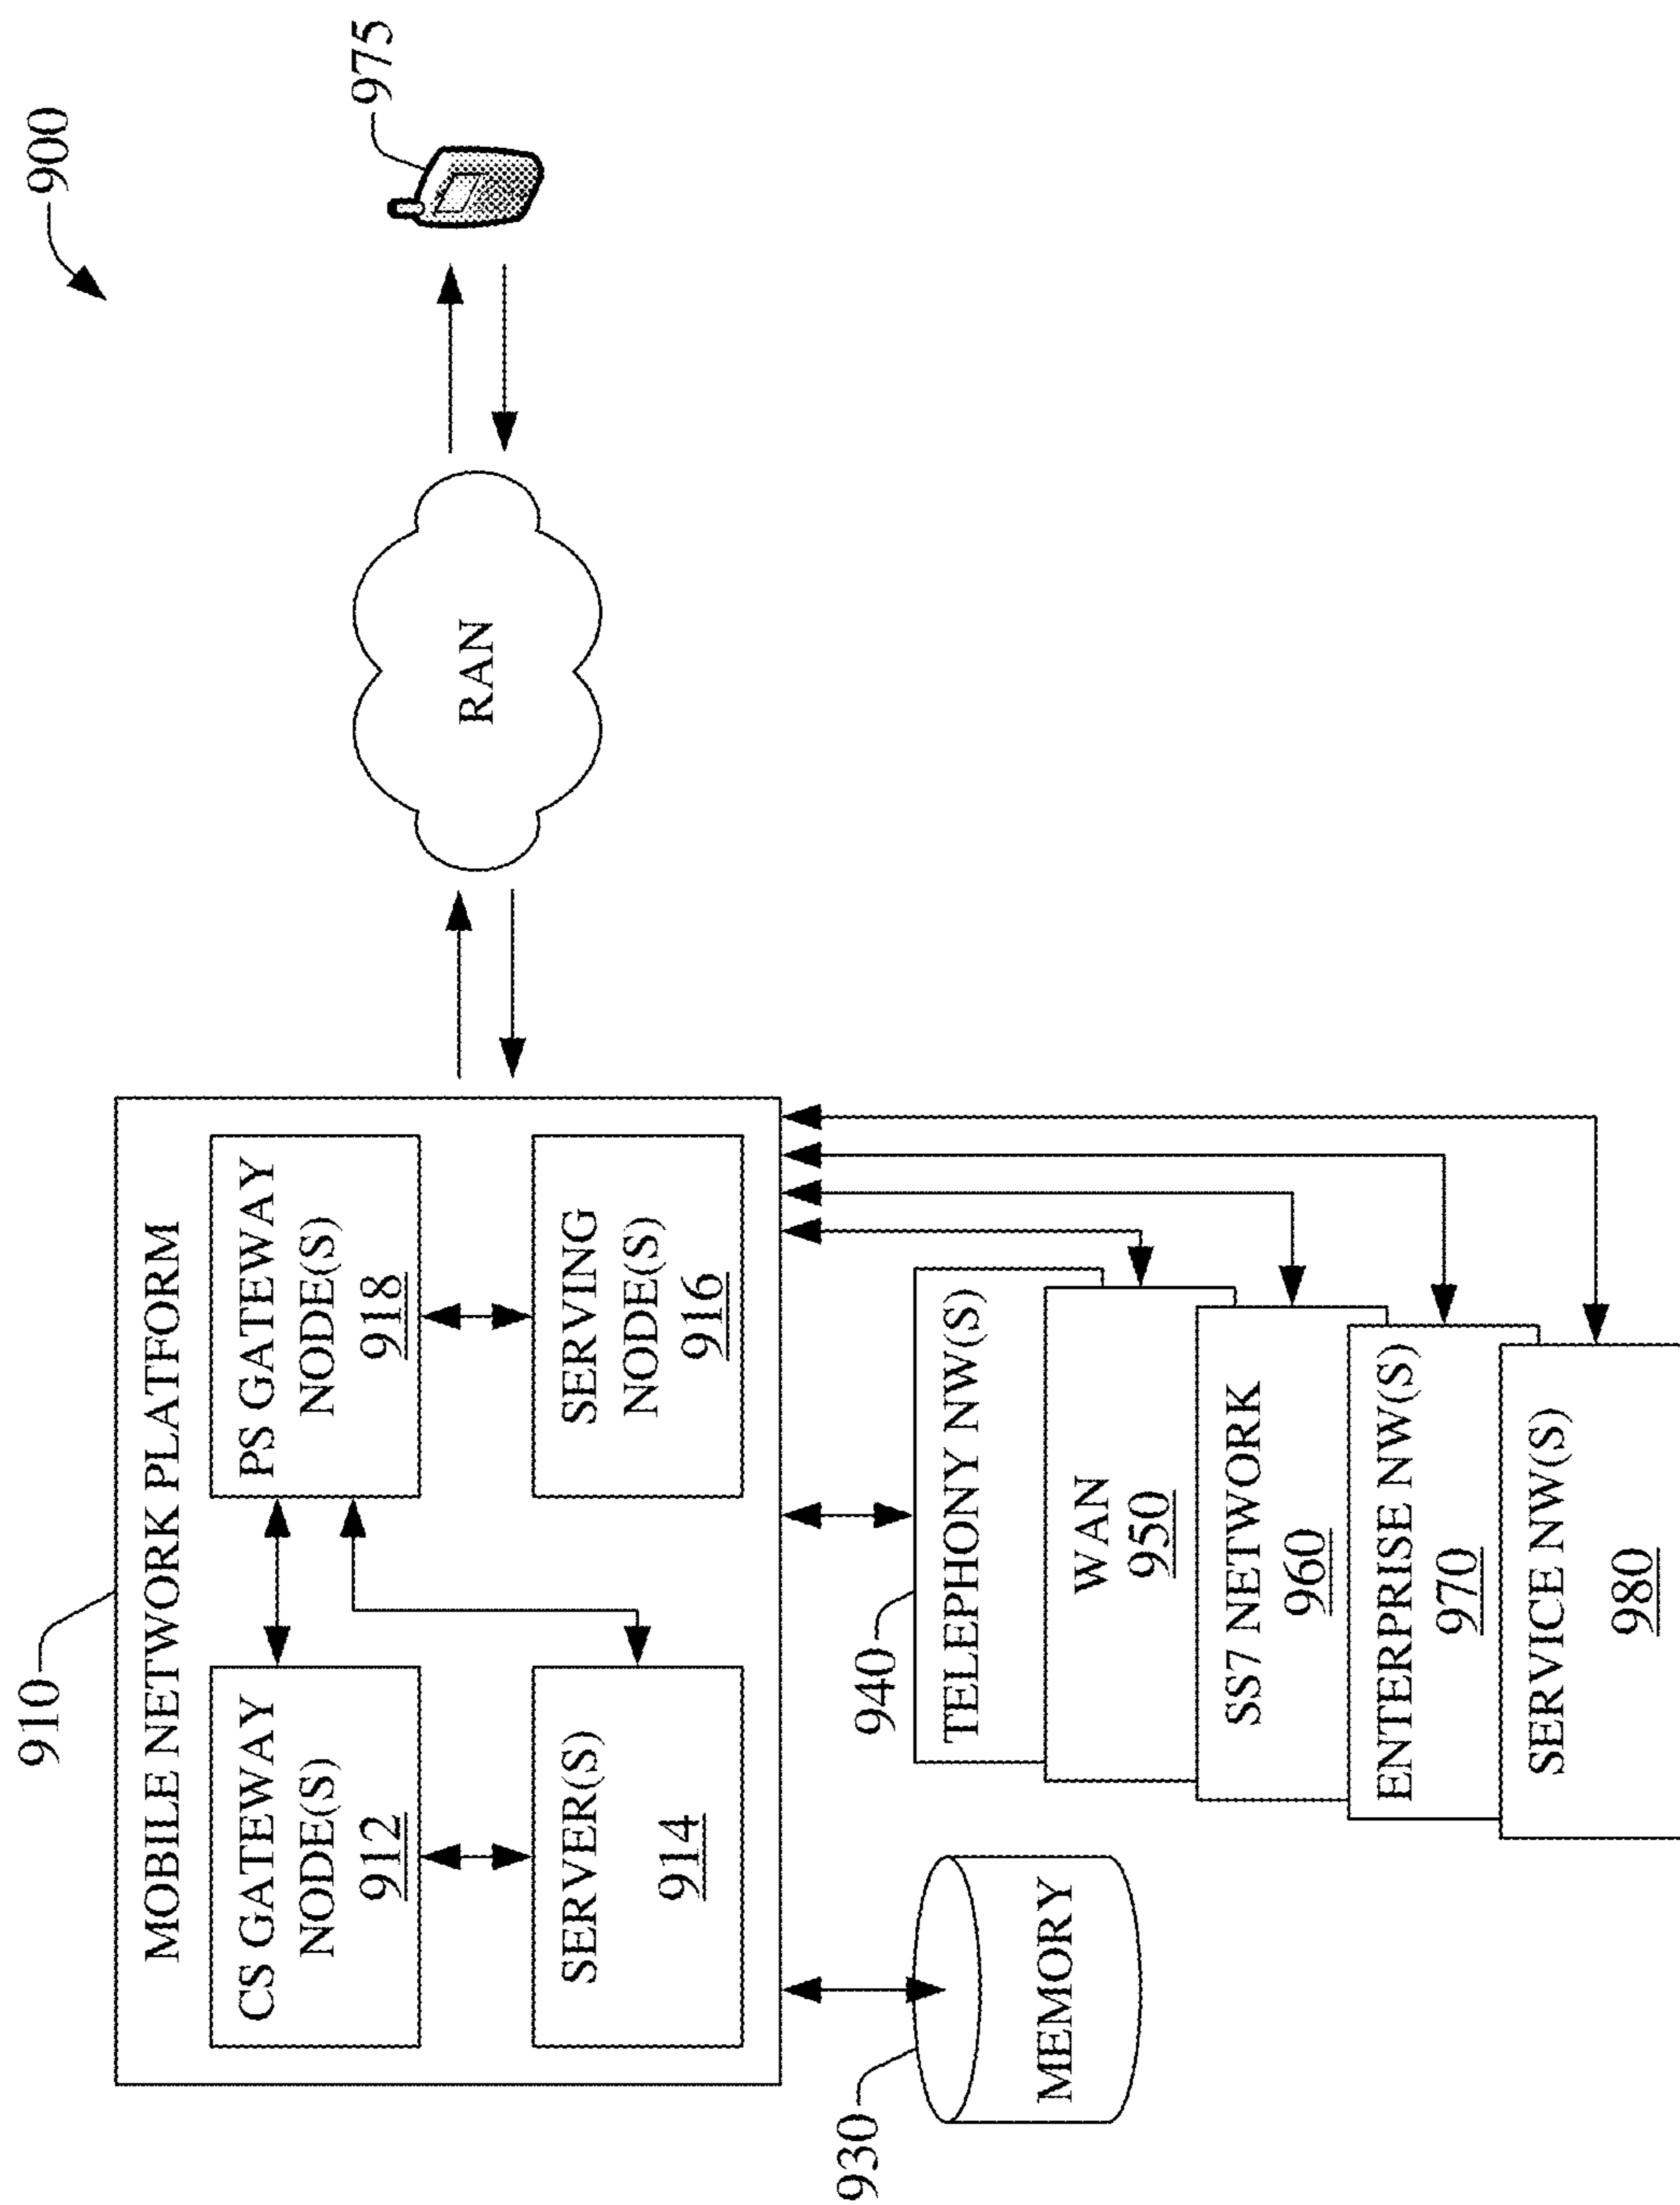 900
910
MOBILE NETWORK PLATFORM
CS GATEWAY
NODE(S)
912
PS GATEWAY
NODE(S)
918
SERVER(S)
914
SERVING
NODE(S)
916
RAN
975
930
MEMORY
940
TELEPHONY NW(S)
WAN
950
SS7 NETWORK
960
ENTERPRISE NW(S)
970
SERVICE NW(S)
980